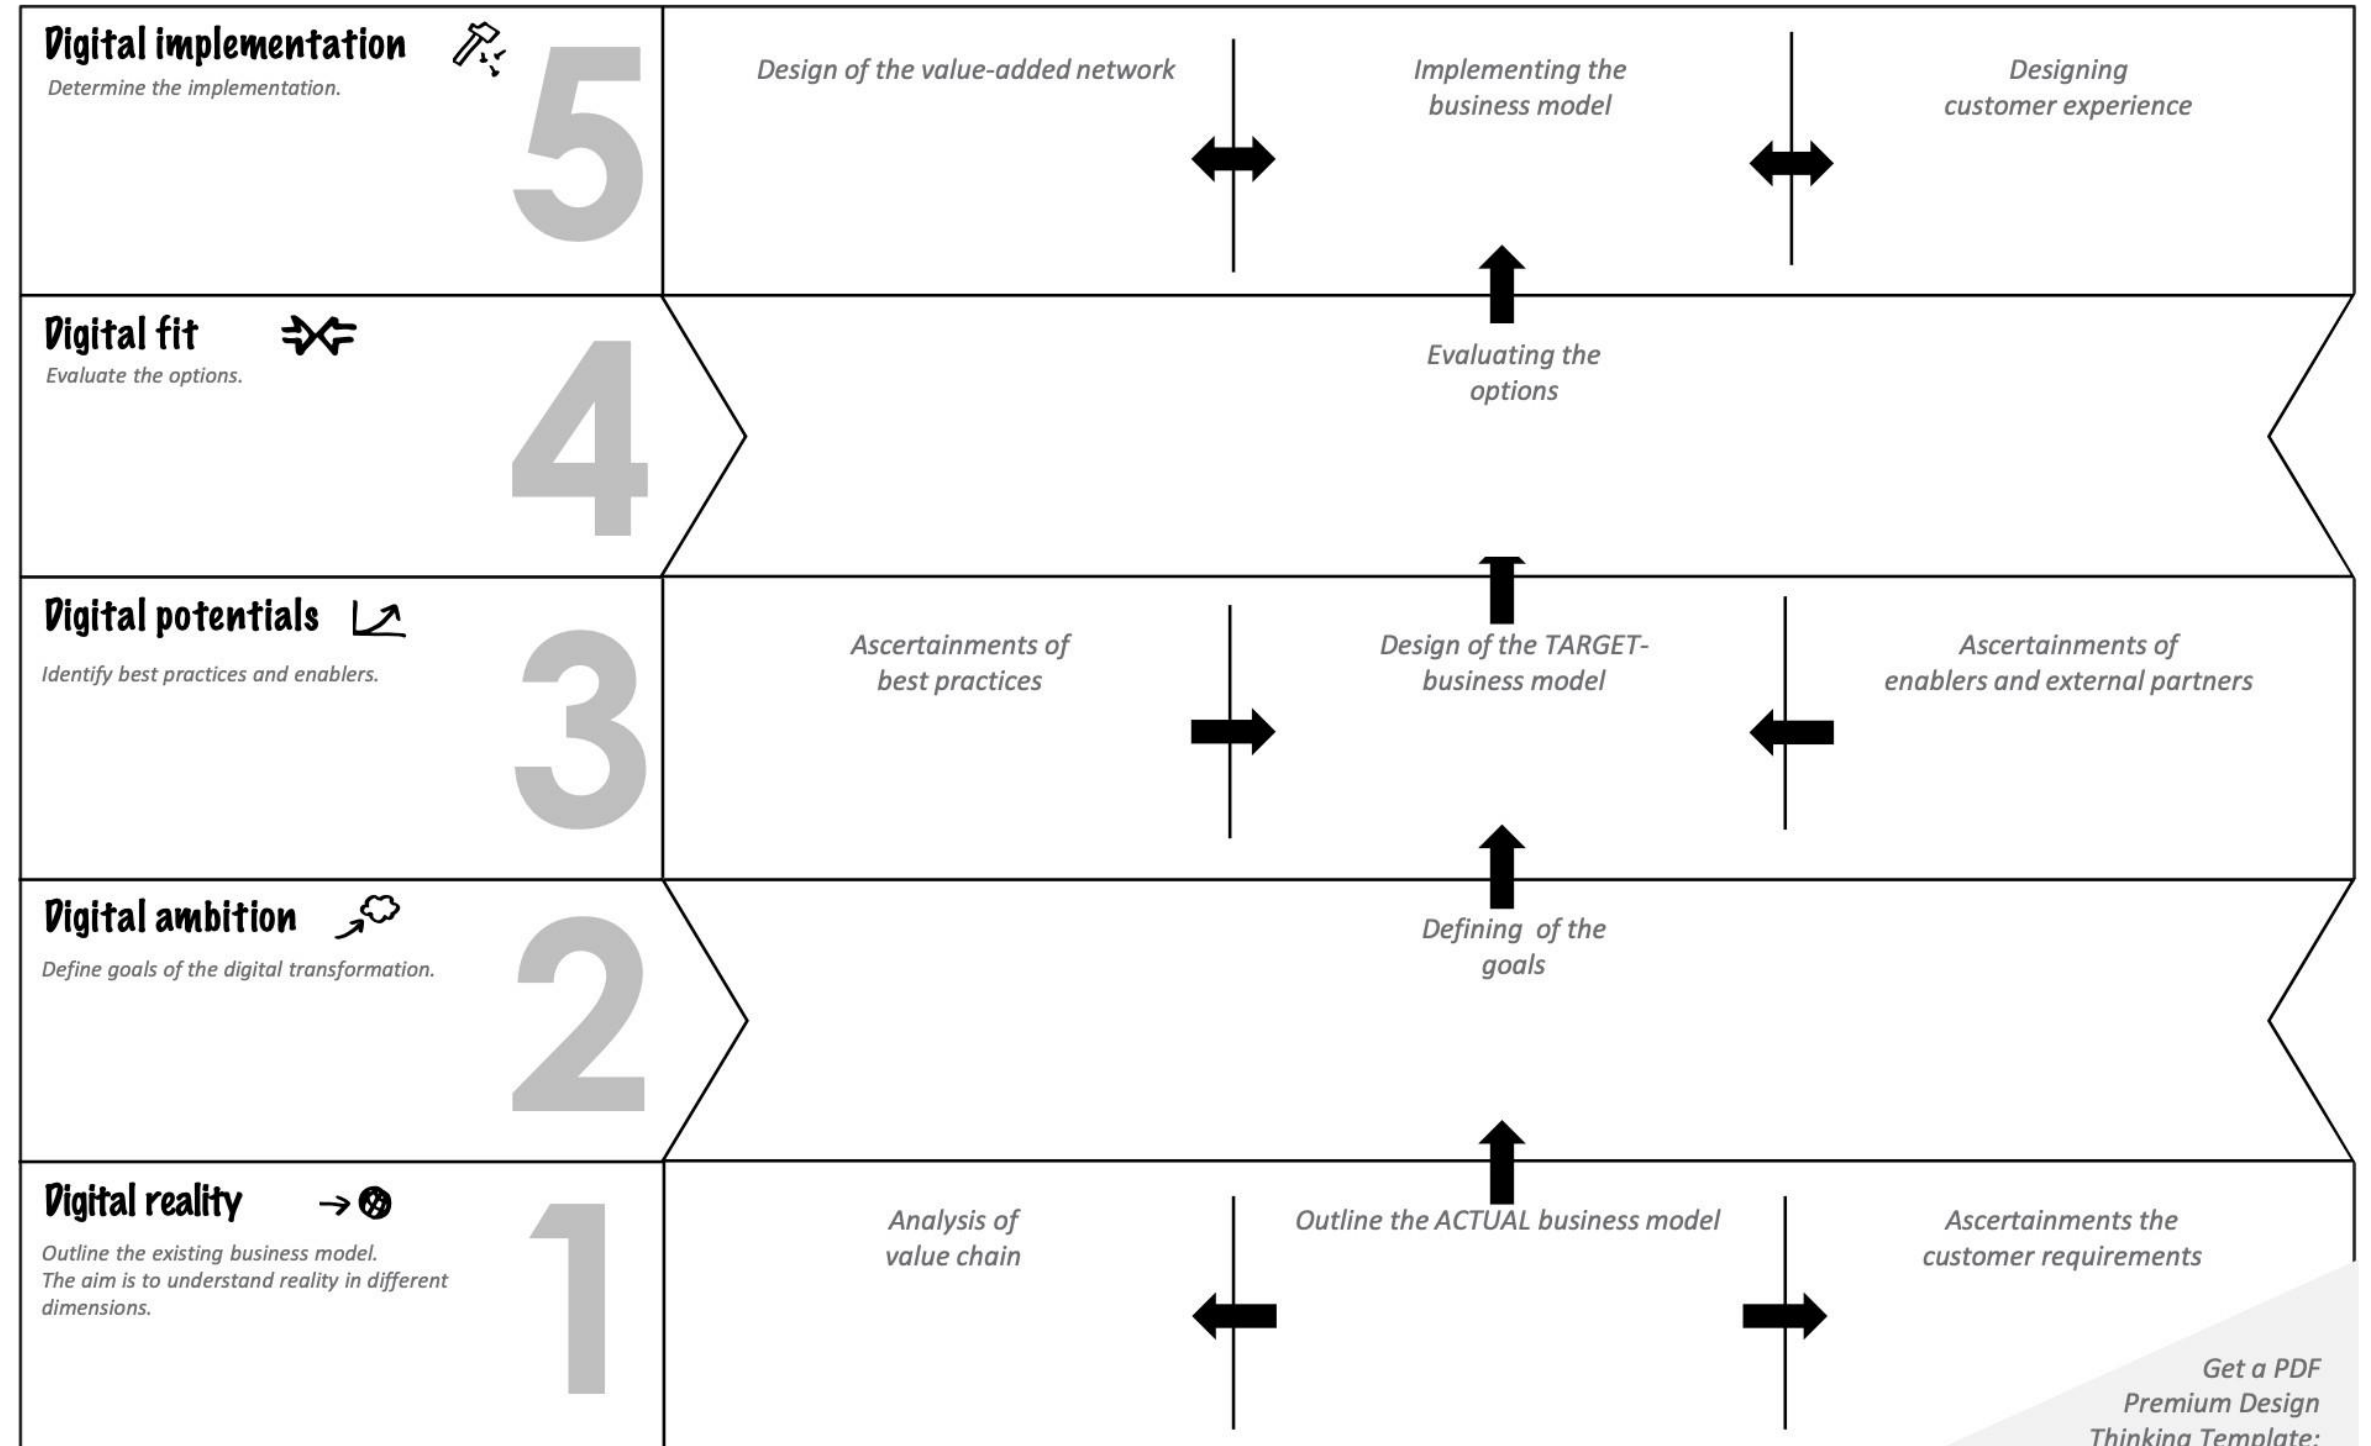 Digital implementation
Determine the implementation.
5
Design of the value-added network
Implementing the
business model
Designing
customer experience
Digital fit
Evaluate the options.
4
Evaluating the
options
Digital potentials
Identify best practices and enablers.
3
Ascertainments of
best practices
Design of the TARGET-
business model
Ascertainments of
enablers and external partners
Digital ambition
Define goals of the digital transformation.
2
Defining  of the
goals
Digital reality
Outline the existing business model.
The aim is to understand reality in different
dimensions.
1
Analysis of
value chain
Outline the ACTUAL business model
Ascertainments the
customer requirements
Get a PDF
Premium Design
Thinking Template: